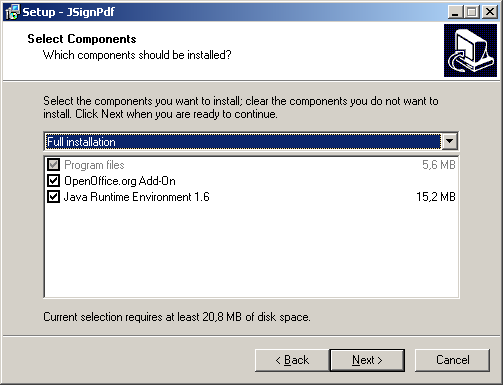 Setup - JSignPdf
Select Components
Which components should be installed?
Select the components you want to install; clear the components you do not want to
install. Click Next when you are ready to continue.
Full installation
Program files 5,6 MB
OpenOffice.org Add-On
Java Runtime Environment 1.6 15,2 MB
Current selection requires at least 20,8 MB of disk space.
< Back Next > Cancel